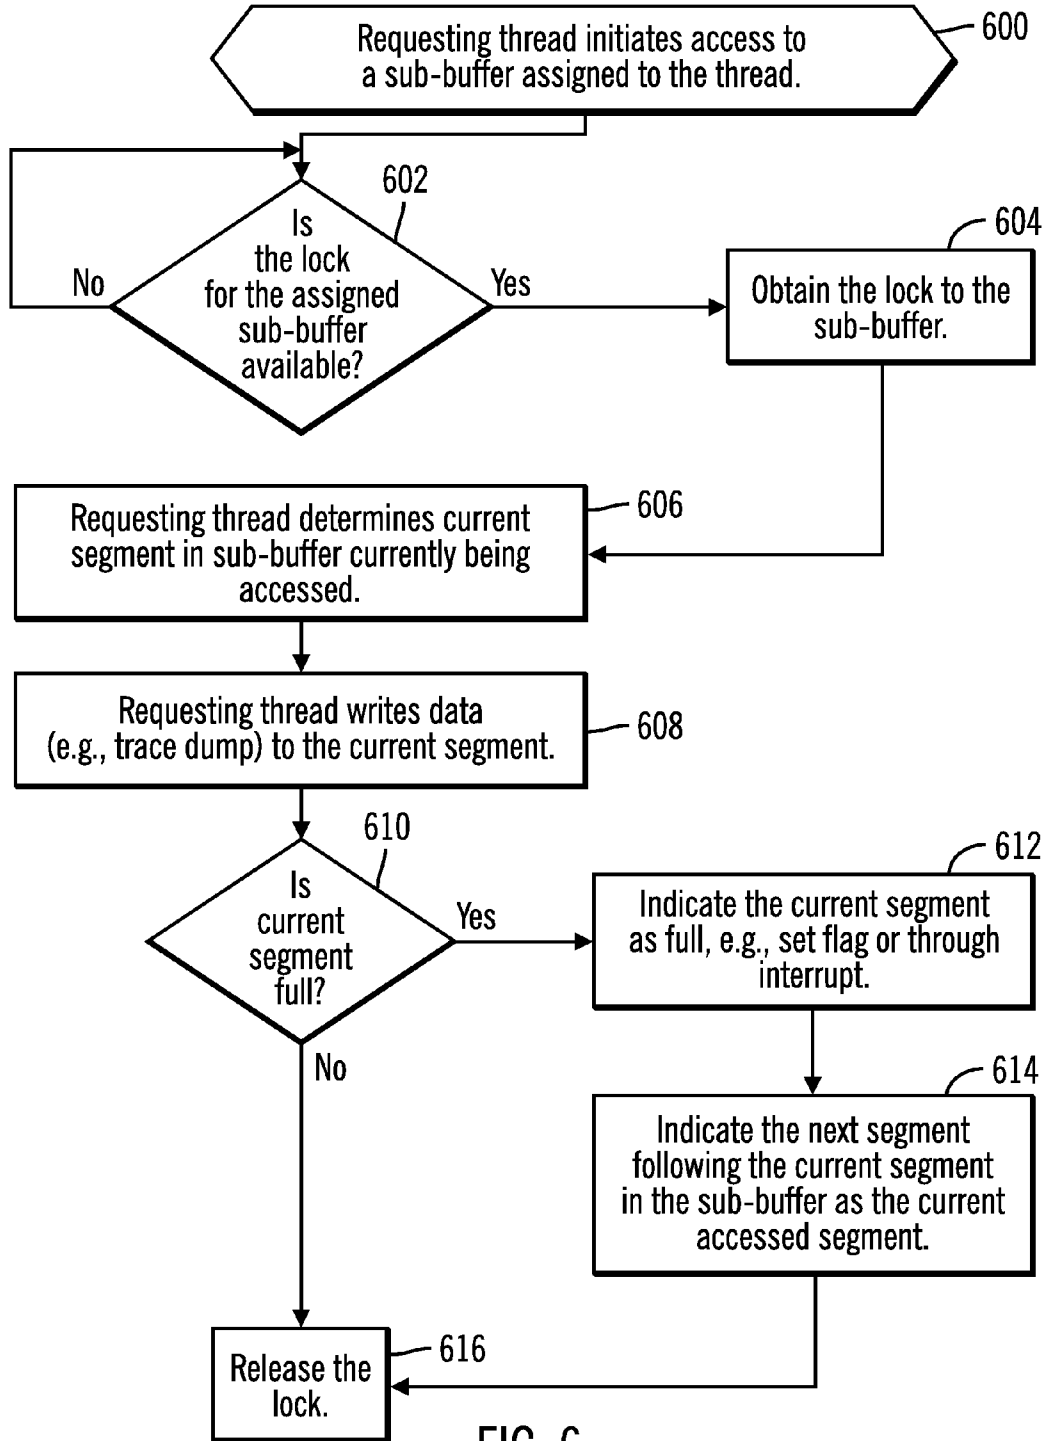 Requesting thread initiates access to
a sub-buffer assigned to the thread.
600
602
Is
the lock
for the assigned
sub-buffer
available?
No
Yes
604
Obtain the lock to the
sub-buffer.
Requesting thread determines current
segment in sub-buffer currently being
accessed.
606
Requesting thread writes data
(e.g., trace dump) to the current segment.
608
610
Is
current
segment
full?
Yes
No
612
Indicate the current segment
as full, e.g., set flag or through
interrupt.
614
Indicate the next segment
following the current segment
in the sub-buffer as the current
accessed segment.
Release the
lock.
616
FIG. 6